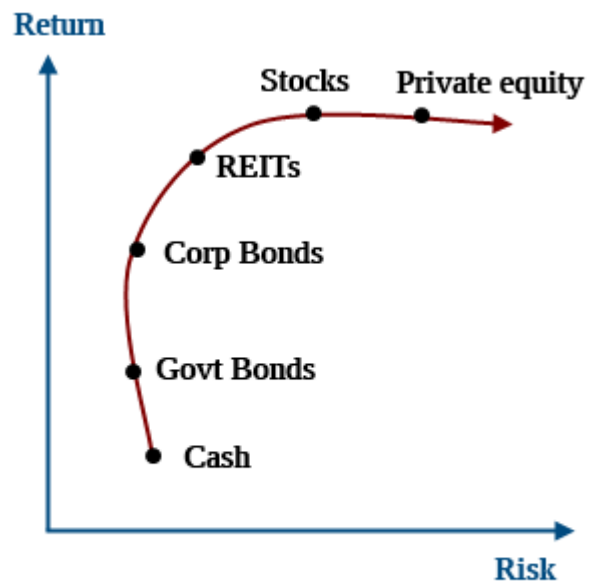 Return
Stocks
Private equity
REITs
Corp Bonds
Govt Bonds
Cash
Risk